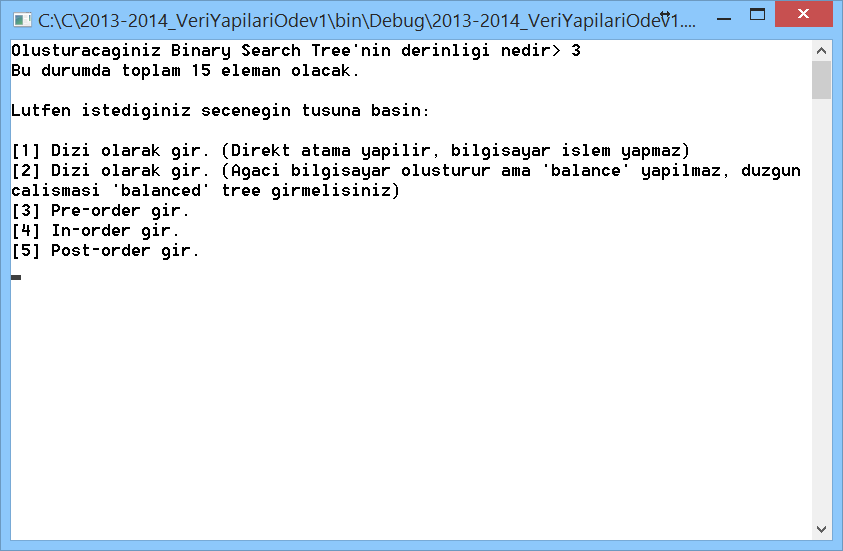 C:\C\2013-2014_VeriYapilariOdev1\bin\Debug\2013-2014_VeriYapilariOdev1....
Olusturacaginiz Binary Search Tree'nin derinligi nedir> 3
Bu durumda toplam 15 eleman olacak.
Lutfen istediginiz secenegin tusuna basin:
[1] Dizi olarak gir. (Direkt atama yapilir, bilgisayar islem yapmaz)
[2] Dizi olarak gir. (Agaci bilgisayar olusturur ama 'balance' yapilmaz, duzgun
calismasi 'balanced' tree girmelisiniz)
[3] Pre-order gir.
[4] In-order gir.
[5] Post-order gir.